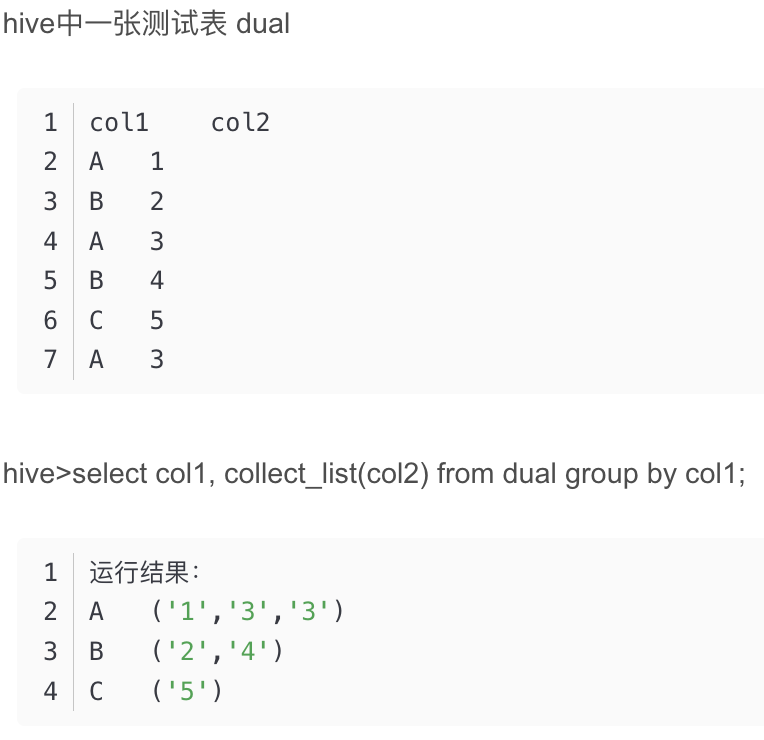 hive中一张测试表 dual
1 col1    col2
2 A   1
3 B   2
4 A   3
5 B   4
6 C   5
7 A   3
hive>select col1, collect_list(col2) from dual group by col1;
1 运行结果：
2 A   ('1','3','3')
3 B   ('2','4')
4 C   ('5')